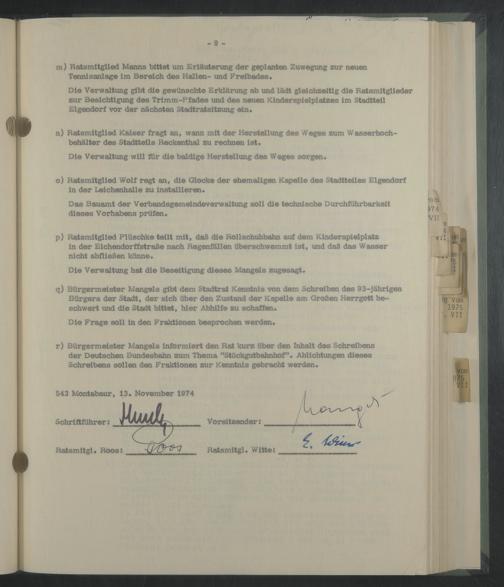 - 9 -
m) Ratsmitglied Manns bittet um Erläuterung der geplanten Zuwegung zur neuen
Tennisanlage im Bereich des Hallen- und Freibades.
Die Verwaltung gibt die gewünschte Erklärung ab und lädt gleichzeitig die Ratsmitglieder
zur Besichtigung des Trimm-Pfades und des neuen Kinderspielplatzes im Stadtteil
Elgendorf vor der nächsten Stadtratsitzung ein.
n) Ratsmitglied Kaiser fragt an, wann mit der Herstellung des Weges zum Wasserhoch-
behälter des Stadtteils Reckenthal zu rechnen ist.
Die Verwaltung will für die baldige Herstellung des Weges sorgen.
o) Ratsmitglied Wolf regt an, die Glocke der ehemaligen Kapelle des Stadtteiles Elgendorf
in der Leichenhalle zu installieren.
Das Bauamt der Verbandsgemeindeverwaltung soll die technische Durchführbarkeit
dieses Vorhabens prüfen.
p) Ratsmitglied Plüschke teilt mit, daß die Rollschuhbahn auf dem Kinderspielplatz
in der Eichendorffstraße nach Regenfällen überschwemmt ist, und daß das Wasser
nicht abfließen könne.
Die Verwaltung hat die Beseitigung dieses Mangels zugesagt.
q) Bürgermeister Mangels gibt dem Stadtrat Kenntnis von dem Schreiben des 93-jährigen
Bürgers der Stadt, der sich über den Zustand der Kapelle am Großen Herrgott be-
schwert und die Stadt bittet, hier Abhilfe zu schaffen.
Die Frage soll in den Fraktionen besprochen werden.
r) Bürgermeister Mangels informiert den Rat kurz über den Inhalt des Schreibens
der Deutschen Bundesbahn zum Thema "Stückgutbahnhof". Ablichtungen dieses
Schreibens sollen den Fraktionen zur Kenntnis gebracht werden.
543 Montabaur, 13. November 1974
Schriftführer: Vorsitzender:
Ratsmitgl. Roos: Roos Ratsmitgl. Witte: